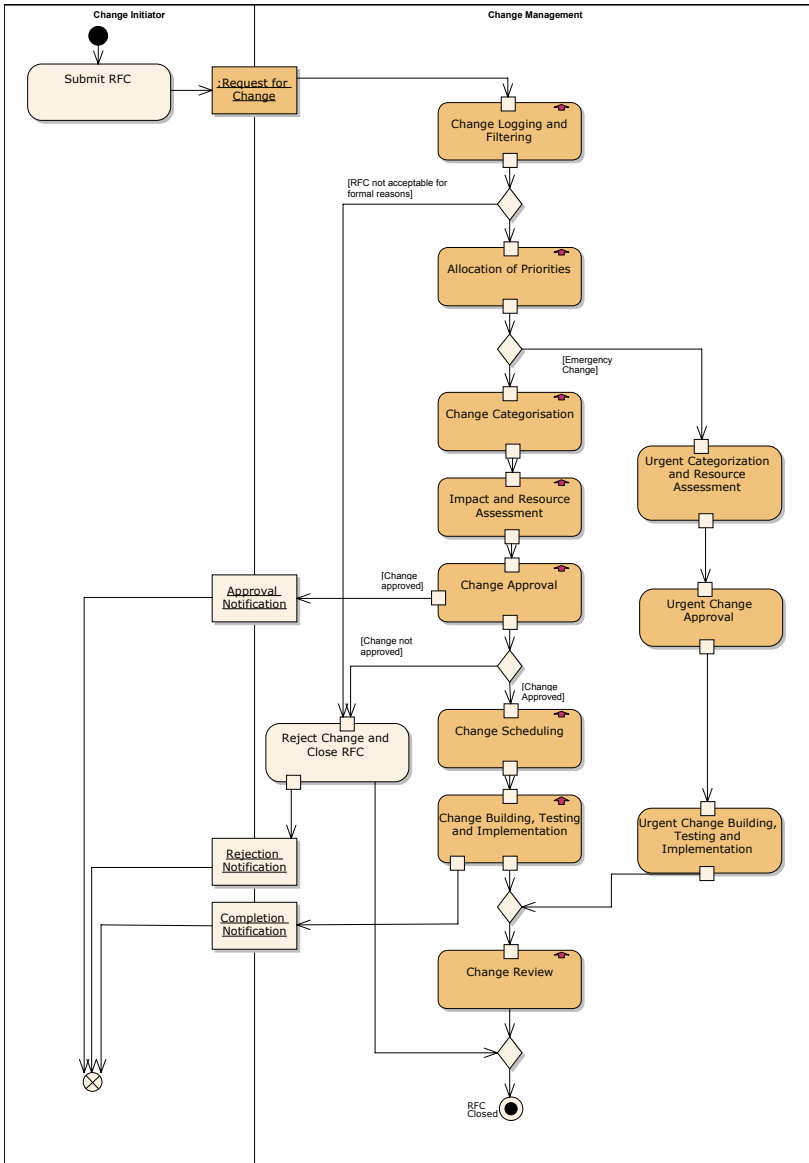 Change Initiator
Change Management
Submit RFC
:Request for
Change
Change Logging and
Filtering
[RFC not acceptable for
formal reasons]
Allocation of Priorities
[Emergency
Change]
Change Categorisation
Urgent Categorization
and Resource
Assessment
Impact and Resource
Assessment
[Change
approved]
Change Approval
Approval
Notification
Urgent Change
Approval
[Change not
approved]
[Change
Approved]
Reject Change and
Close RFC
Change Scheduling
Change Building, Testing
and Implementation
Urgent Change Building,
Testing and
Implementation
Rejection
Notification
Completion
Notification
Change Review
RFC
Closed